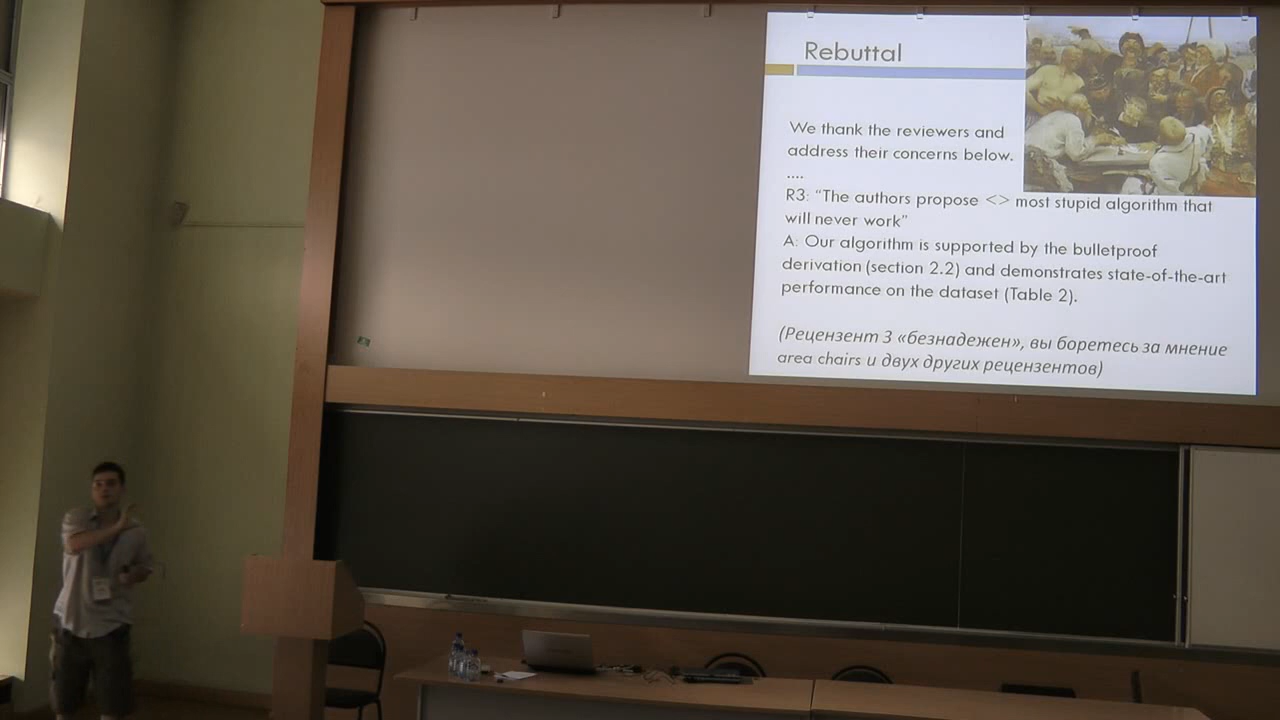 Rebuttal
We thank the reviewers and
address their concerns below.
....
R3: “The authors propose <> most stupid algorithm that
will never work”
A: Our algorithm is supported by the bulletproof
derivation (section 2.2) and demonstrates state-of-the-art
performance on the dataset (Table 2).
(Рецензент 3 «безнадежен», вы боретесь за мнение
area chairs и двух других рецензентов)